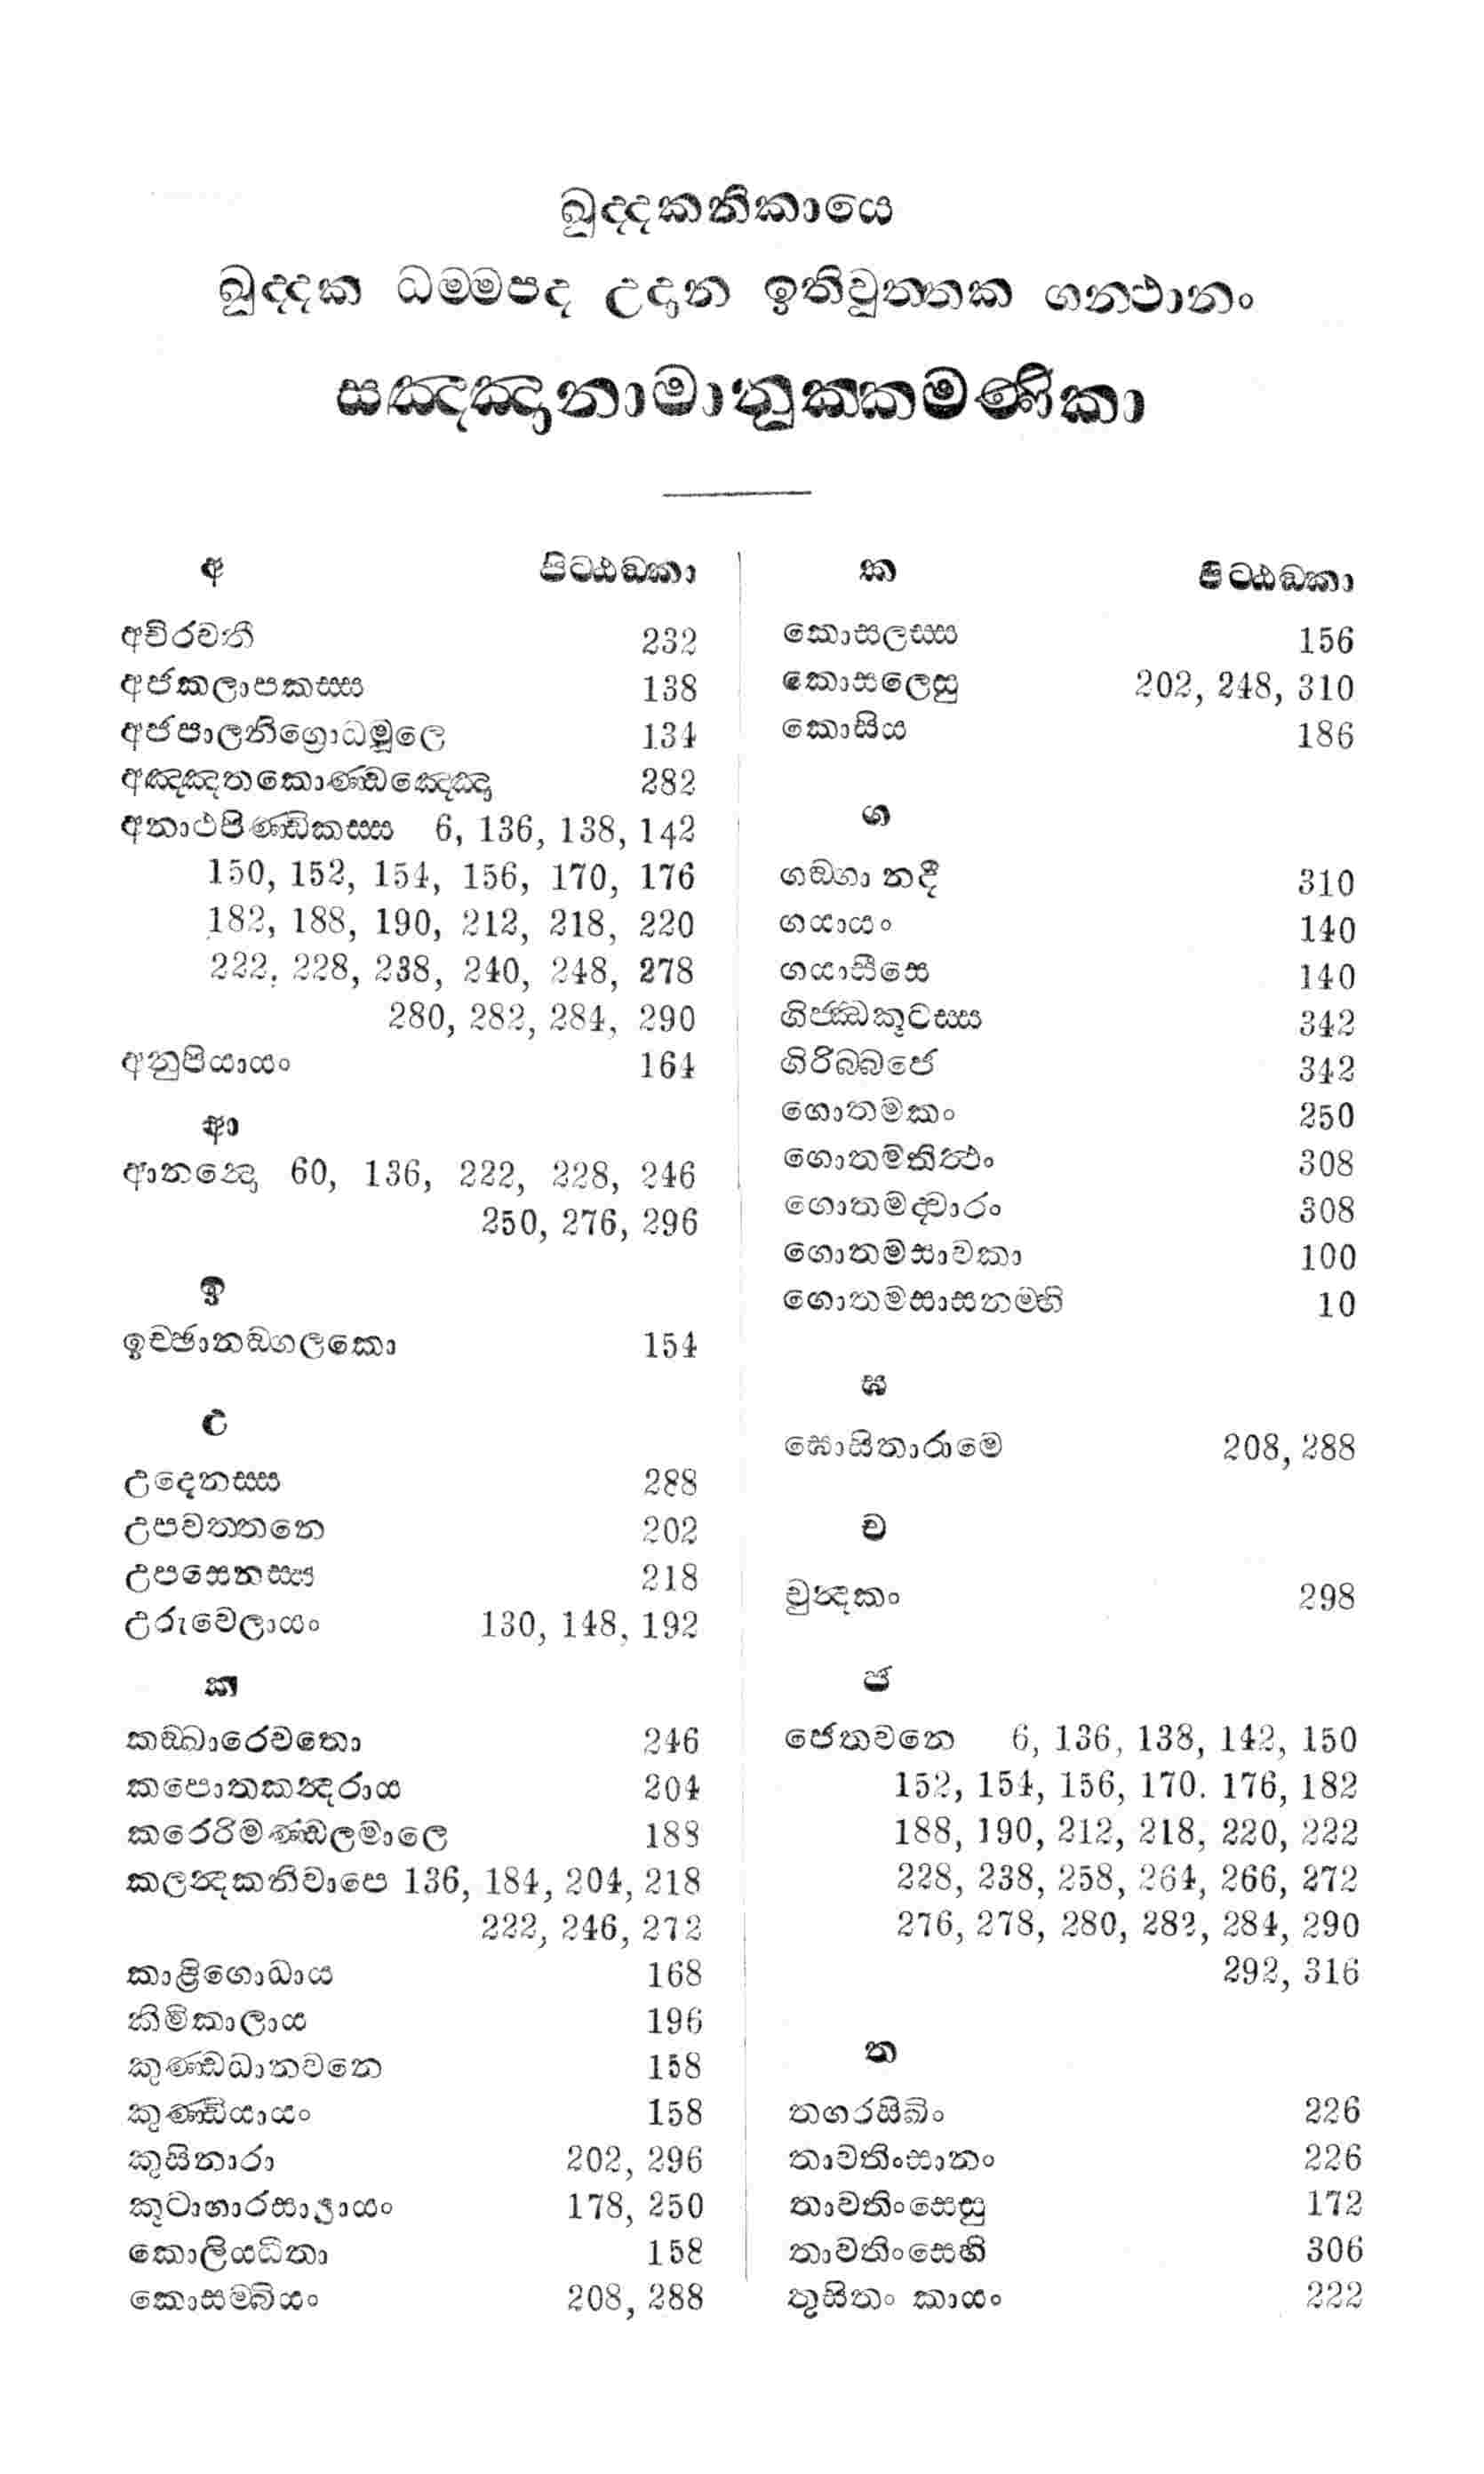 ඛුද්දකනිකායෙ
ඛුද්දක ධම්මපද උදාන ඉතිවුත්තක ගන්ථානං
සඤ්ඤානාමානුක්කමණිකා
අ පිට්ඨඞ්කා
අචිරවතී 232
අජකලාපකස්ස 138
අජපාලනිග්‍රොධමූලෙ 134
අඤ්ඤතකොණ්ඩඤ්ඤො 282
අනාථපිණ්ඩිකස්ස 6, 136, 138, 142
150, 152, 154, 156, 170, 176
182, 188, 190, 212, 218, 220
222, 228, 238, 240, 248, 278
280, 282, 284, 290
අනුපියායං 164
ආ
ආනන්‍දො 60, 136, 222, 228, 246
250, 276, 296
ඉ
ඉච්ඡානඞ්ගලකො 154
උ
උදෙනස්ස 288
උපවත්තනෙ 202
උපසෙනස්ස 218
උරුවෙලායං 130, 148, 192
ක
කඞ්ඛාරෙවතො 246
කපොතකන්‍දරාය 204
කරෙරිමණ්ඩලමාලෙ 188
කලන්‍දකනිවාපෙ 136, 184, 204, 218
222, 246, 272
කාළිගොධාය 168
කිමිකාලාය 196
කුණ්ඩධානවනෙ 158
කුණ්ඩියායං 158
කුසිනාරා 202, 296
කූටාගාරසාලායං 178, 250
කොලියධීතා 158
කොසම්බියං 208, 288
ක පිට්ඨඞ්කා
කොසලස්ස 156
කොසලෙසු 202, 248, 310
කොසිය 186
ග
ගඞ්ගා නදී 310
ගයායං 140
ගයාසීසෙ 140
ගිජ්ඣකූටස්ස 342
ගිරිබ්බජෙ 342
ගොතමකං 250
ගොතමතිත්‍ථං 308
ගොතමද්‍වාරං 308
ගොතමසාවකා 100
ගොතමසාසනම්හි 10
ඝ
ඝොසිතාරාමෙ 208, 288
ච
චුන්‍දකං 298
ජ
ජෙතවනෙ 6, 136, 138, 142, 150
152, 154, 156, 170. 176, 182
188, 190, 212, 218, 220, 222
228, 238, 258, 264, 266, 272
276, 278, 280, 282, 284, 290
292, 316
ත
තගරසිඛිං 226
තාවතිංසානං 226
තාවතිංසෙසු 172
තාවතිංසෙහි 306
තුසිතං කායං 222